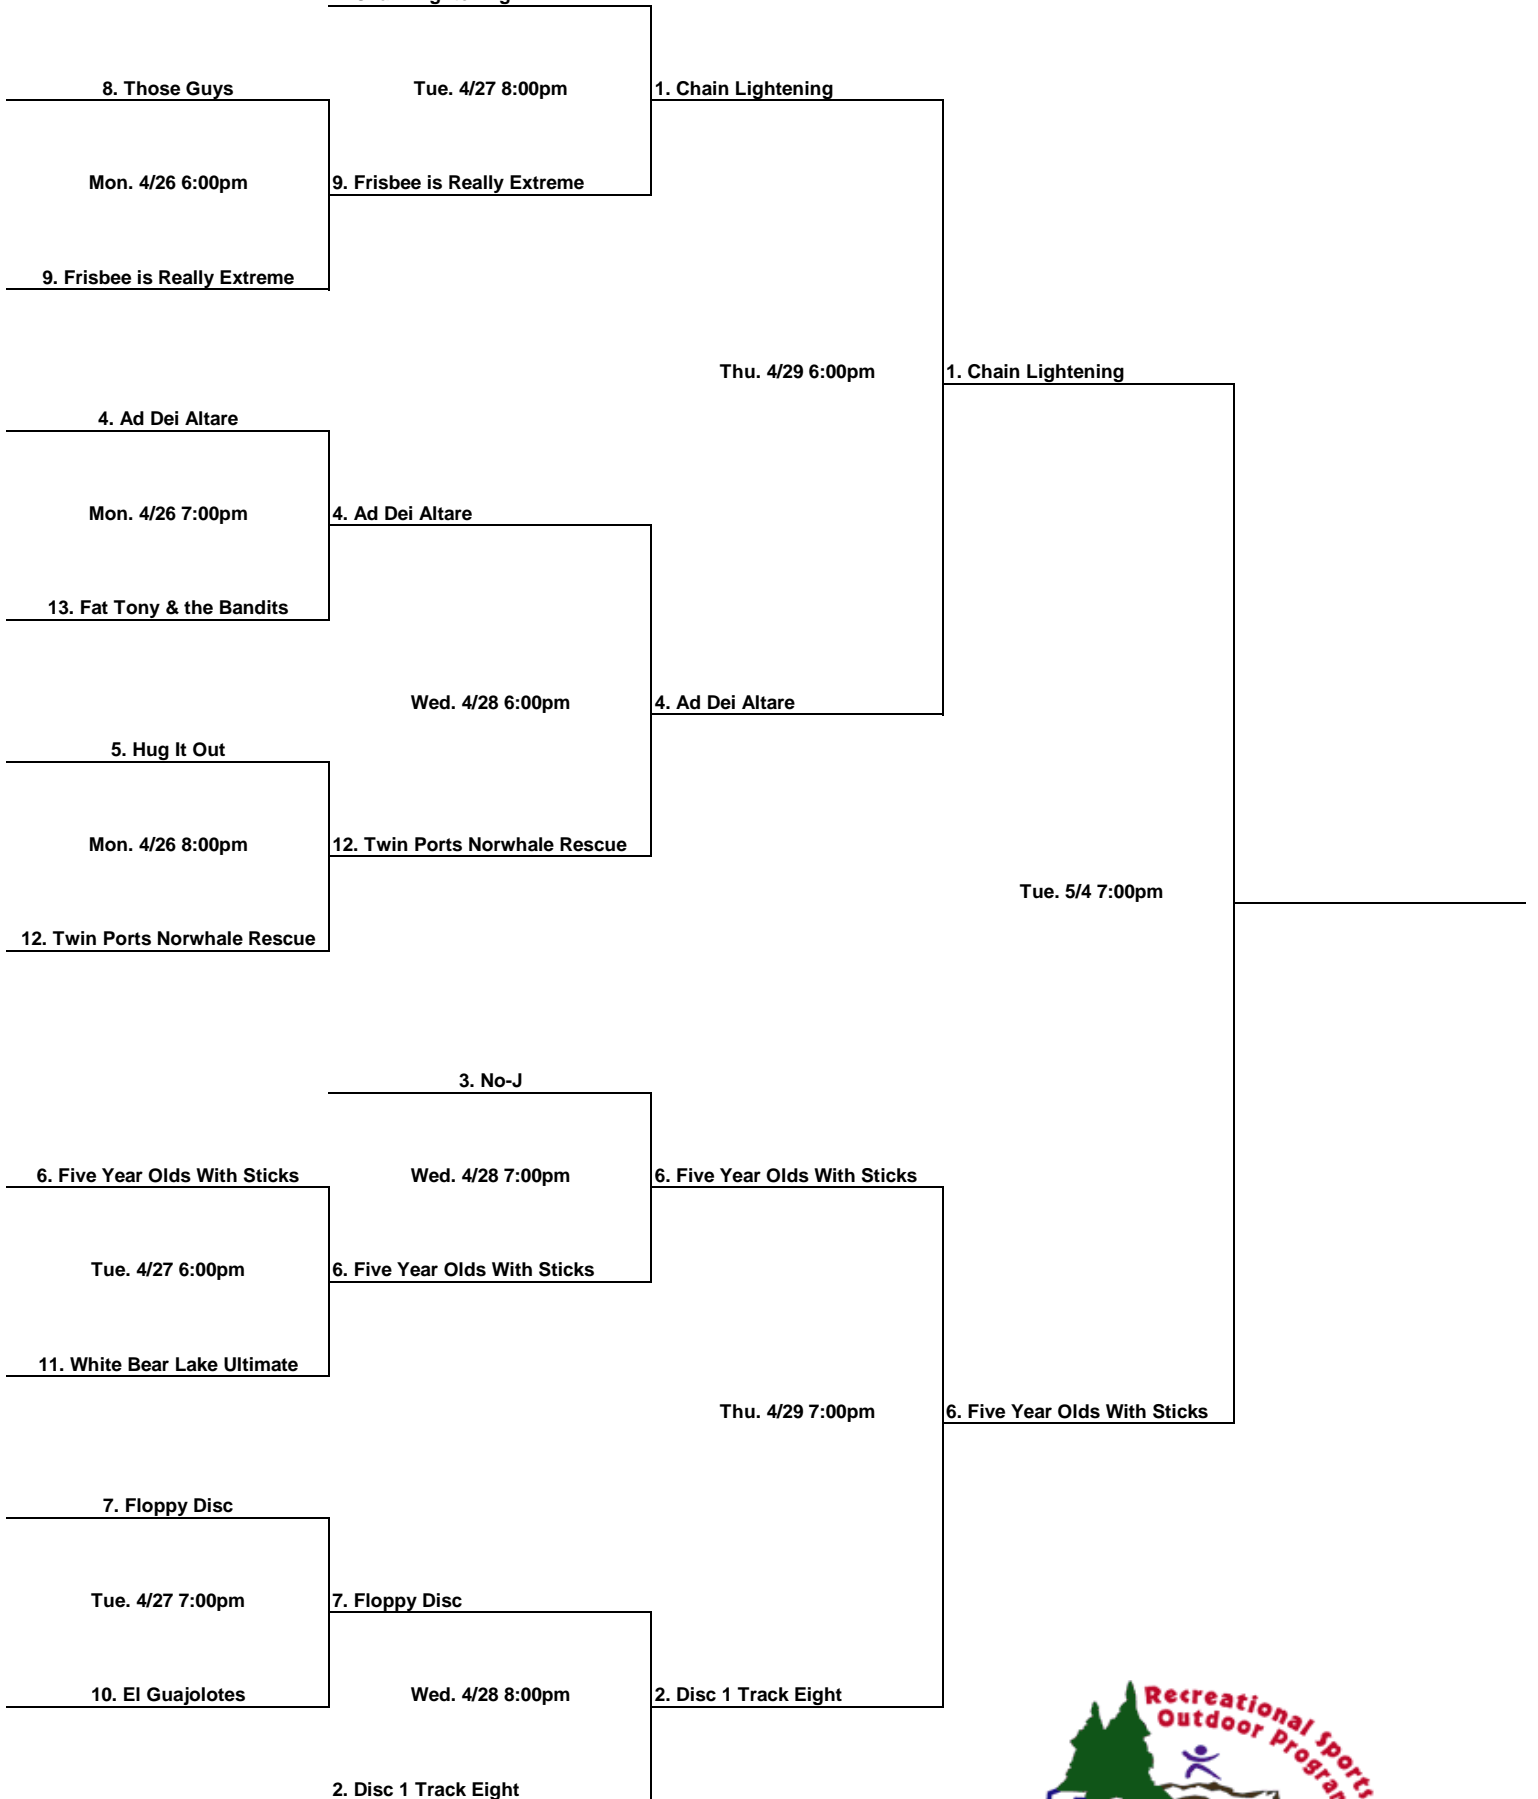 8. Those Guys
Tue. 4/27 8:00pm
1. Chain Lightening
Mon. 4/26 6:00pm
9. Frisbee is Really Extreme
9. Frisbee is Really Extreme
Thu. 4/29 6:00pm
1. Chain Lightening
4. Ad Dei Altare
Mon. 4/26 7:00pm
4. Ad Dei Altare
13. Fat Tony & the Bandits
Wed. 4/28 6:00pm
4. Ad Dei Altare
5. Hug It Out
Mon. 4/26 8:00pm
12. Twin Ports Norwhale Rescue
Tue. 5/4 7:00pm
12. Twin Ports Norwhale Rescue
3. No-J
6. Five Year Olds With Sticks
Wed. 4/28 7:00pm
6. Five Year Olds With Sticks
Tue. 4/27 6:00pm
6. Five Year Olds With Sticks
11. White Bear Lake Ultimate
Thu. 4/29 7:00pm
6. Five Year Olds With Sticks
7. Floppy Disc
Tue. 4/27 7:00pm
7. Floppy Disc
10. El Guajolotes
Wed. 4/28 8:00pm
2. Disc 1 Track Eight
2. Disc 1 Track Eight
Recreational Sports
Outdoor Program